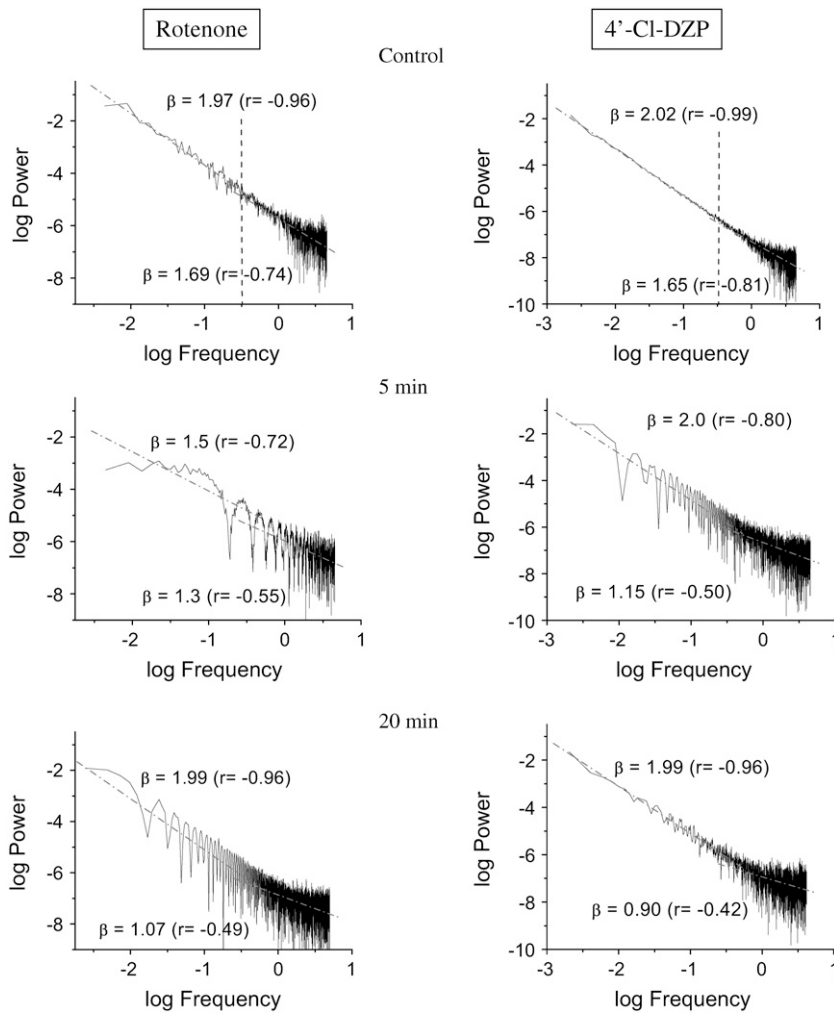 Rotenone
4'-Cl-DZP
Control
β = 1.97 (r= -0.96)
β = 1.69 (r= -0.74)
log Power
-2
-4
-6
-8
-2
-1
0
1
log Frequency
β = 2.02 (r= -0.99)
β = 1.65 (r= -0.81)
log Power
-2
-4
-6
-8
-10
-3
-2
-1
0
1
log Frequency
5 min
β = 1.5 (r= -0.72)
β = 1.3 (r= -0.55)
log Power
-2
-4
-6
-8
-2
-1
0
1
log Frequency
β = 2.0 (r= -0.80)
β = 1.15 (r= -0.50)
log Power
-2
-4
-6
-8
-10
-3
-2
-1
0
1
log Frequency
20 min
β = 1.99 (r= -0.96)
β = 1.07 (r= -0.49)
log Power
-2
-4
-6
-8
-2
-1
0
1
log Frequency
β = 1.99 (r= -0.96)
β = 0.90 (r= -0.42)
log Power
-2
-4
-6
-8
-10
-3
-2
-1
0
1
log Frequency